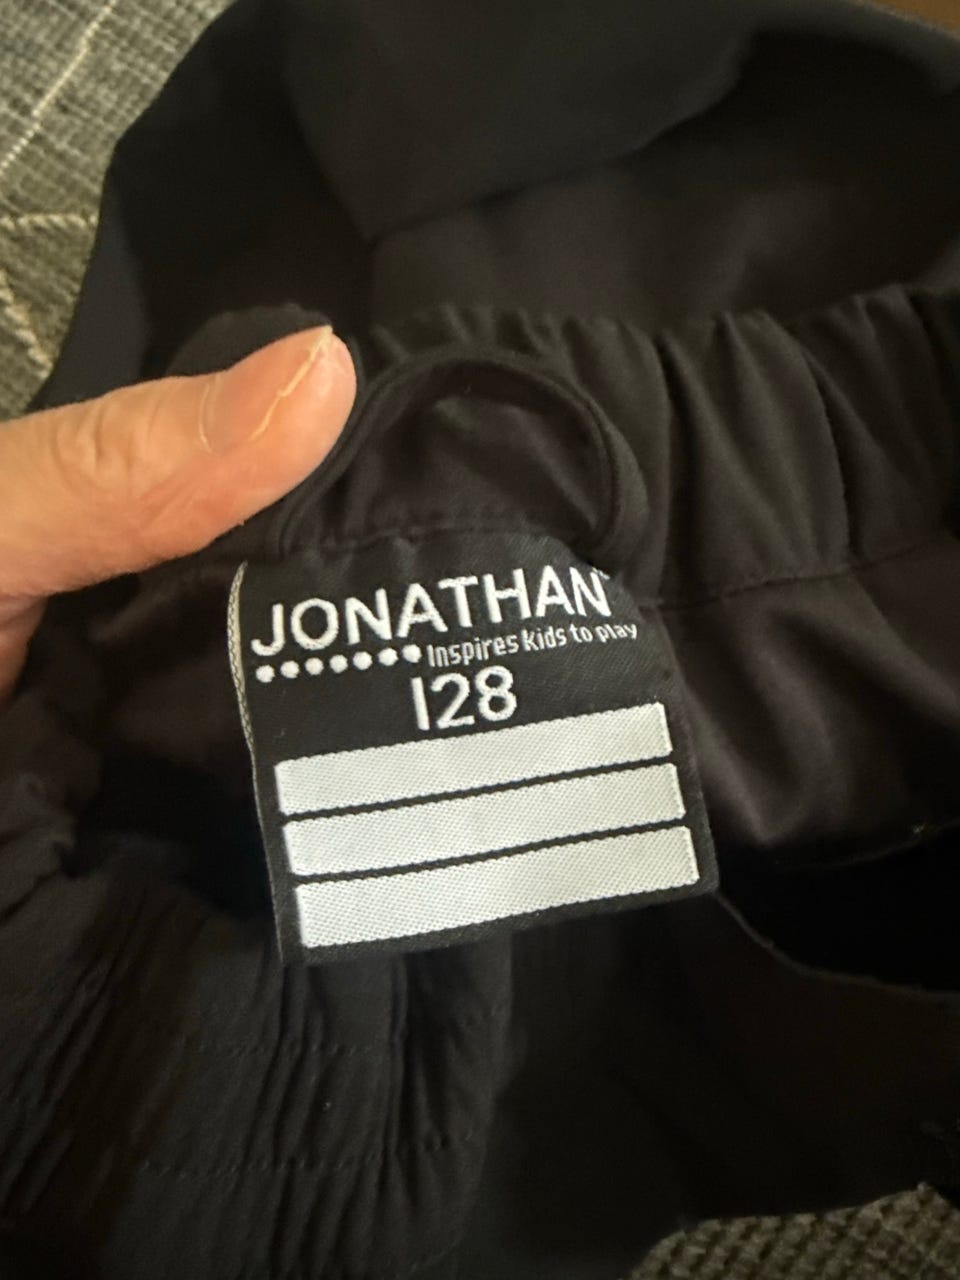 JONATHAN
Inspires kids to play
128